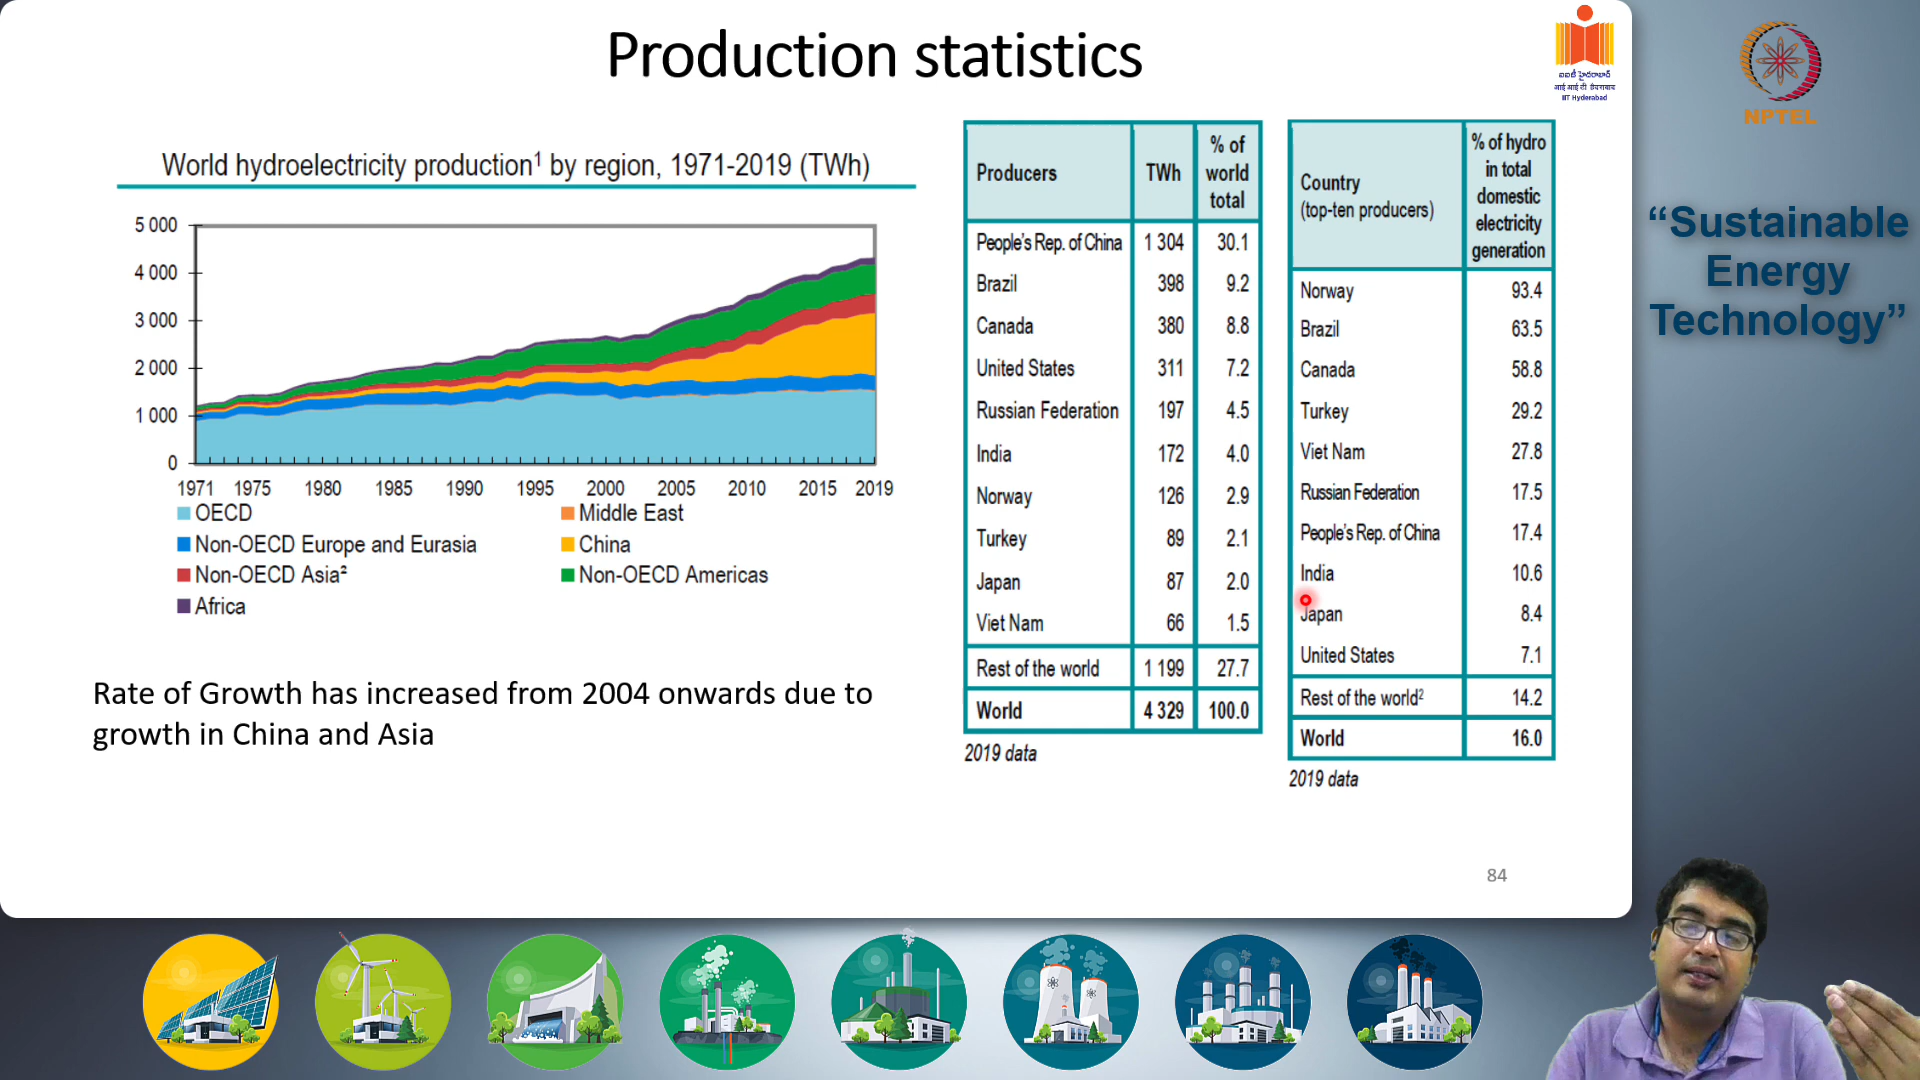 Production statistics
ఐఐటీ హైదరాబాద్
आई आई टी हैदराबाद
IIT Hyderabad
NPTEL
“Sustainable
Energy
Technology”
World hydroelectricity production¹ by region, 1971-2019 (TWh)
5 000
4 000
3 000
2 000
1 000
0
1971 1975 1980 1985 1990 1995 2000 2005 2010 2015 2019
OECD Middle East
Non-OECD Europe and Eurasia China
Non-OECD Asia² Non-OECD Americas
Africa
Rate of Growth has increased from 2004 onwards due to
growth in China and Asia
Producers TWh % of world total
People's Rep. of China 1 304 30.1
Brazil 398 9.2
Canada 380 8.8
United States 311 7.2
Russian Federation 197 4.5
India 172 4.0
Norway 126 2.9
Turkey 89 2.1
Japan 87 2.0
Viet Nam 66 1.5
Rest of the world 1 199 27.7
World 4 329 100.0
2019 data
Country (top-ten producers) % of hydro in total domestic electricity generation
Norway 93.4
Brazil 63.5
Canada 58.8
Turkey 29.2
Viet Nam 27.8
Russian Federation 17.5
People's Rep. of China 17.4
India 10.6
Japan 8.4
United States 7.1
Rest of the world² 14.2
World 16.0
2019 data
84